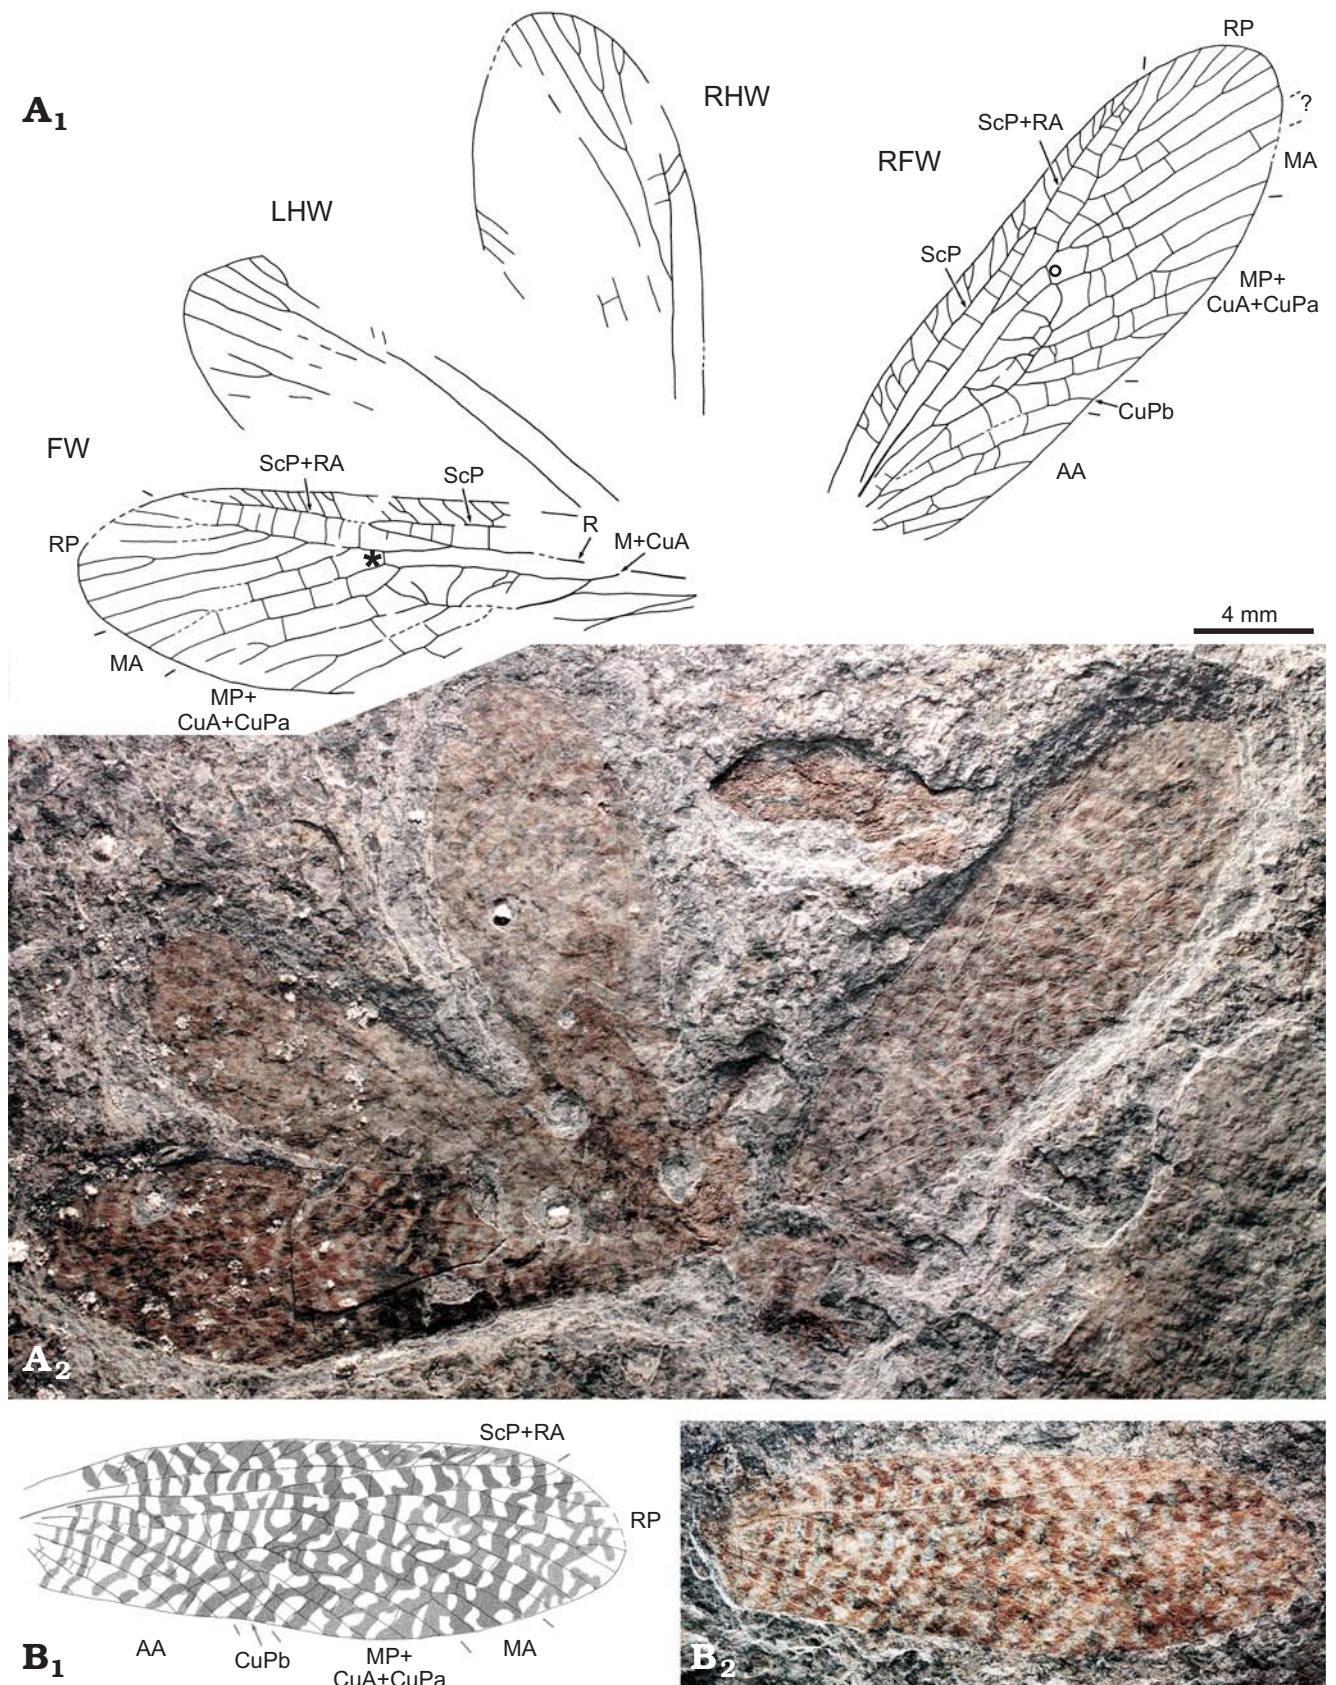 A1
RHW
RP
?
ScP+RA
MA
RFW
LHW
ScP
MP+
CuA+CuPa
CuPb
AA
FW
ScP+RA
ScP
R
M+CuA
RP
4 mm
MA
MP+
CuA+CuPa
A2
ScP+RA
RP
AA
CuPb
MP+
CuA+CuPa
MA
B1
B2